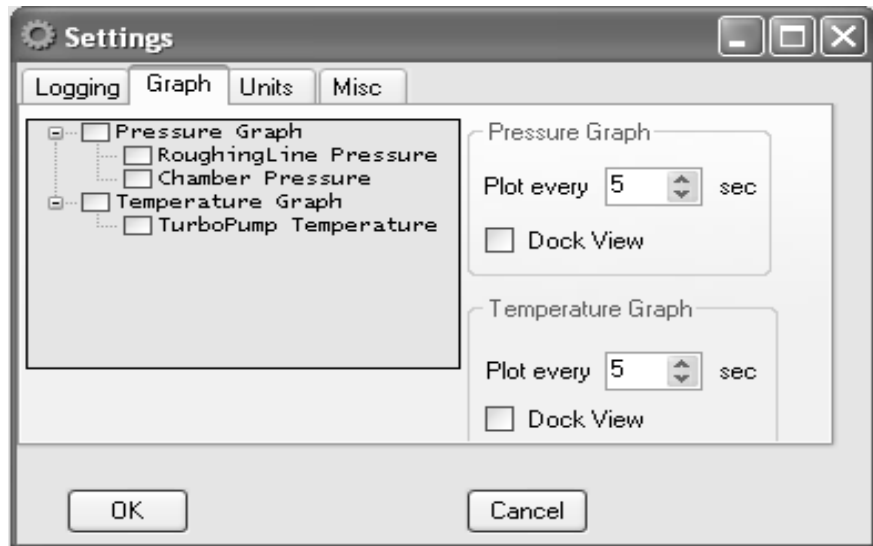 Settings
Logging Graph Units Misc
Pressure Graph
RoughingLine Pressure
Chamber Pressure
Temperature Graph
TurboPump Temperature
Pressure Graph
Plot every 5 sec
Dock View
Temperature Graph
Plot every 5 sec
Dock View
OK Cancel